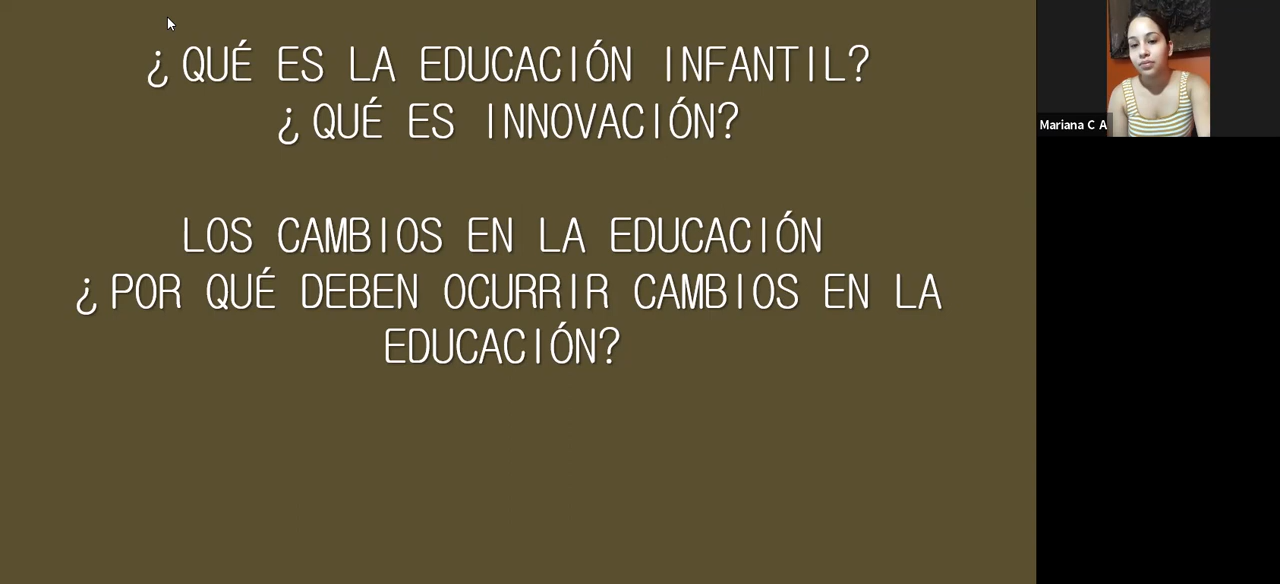 ¿QUÉ ES LA EDUCACIÓN INFANTIL?
¿QUÉ ES INNOVACIÓN?
LOS CAMBIOS EN LA EDUCACIÓN
¿POR QUÉ DEBEN OCURRIR CAMBIOS EN LA
EDUCACIÓN?
Mariana C A